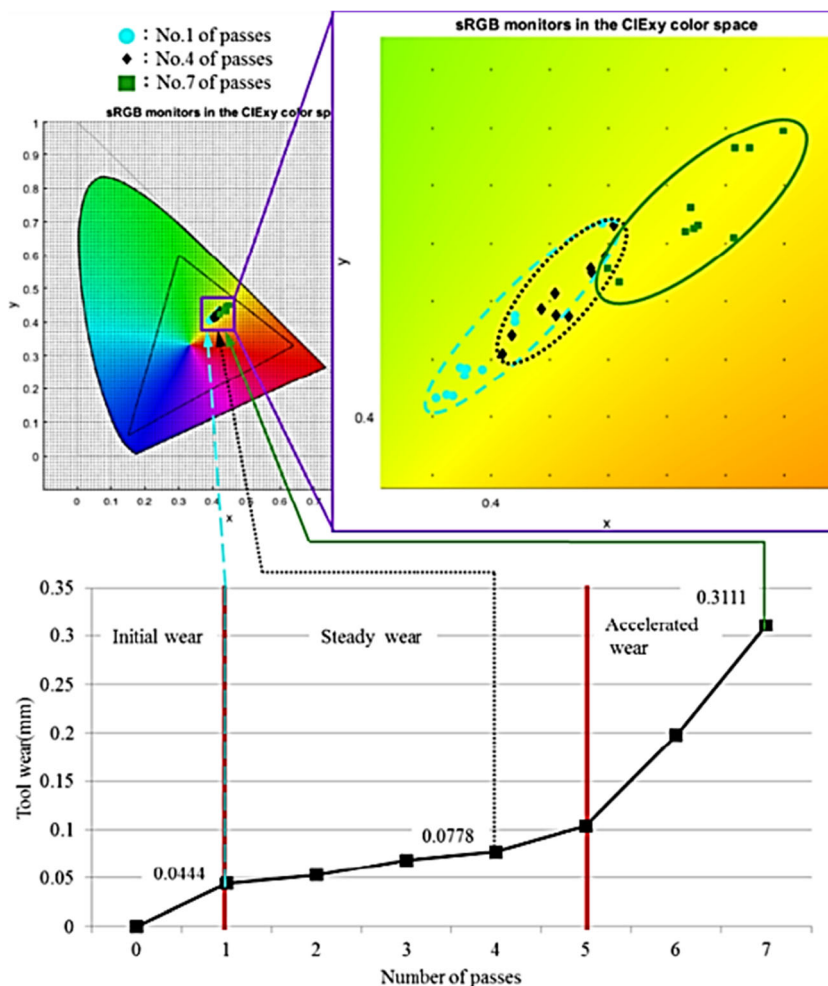 : No.1 of passes
: No.4 of passes
: No.7 of passes
sRGB monitors in the CIExy color sp
1
0.9
0.8
0.7
0.6
0.5
0.4
0.3
0.2
0.1
0
y
0 0.1 0.2 0.3 0.4 0.5 0.6 0.7
x
sRGB monitors in the CIExy color space
y
0.4
0.4
x
0.35
0.3
0.25
0.2
0.15
0.1
0.05
0
Tool wear(mm)
Initial wear
Steady wear
Accelerated
wear
0.0444
0.0778
0.3111
0 1 2 3 4 5 6 7
Number of passes